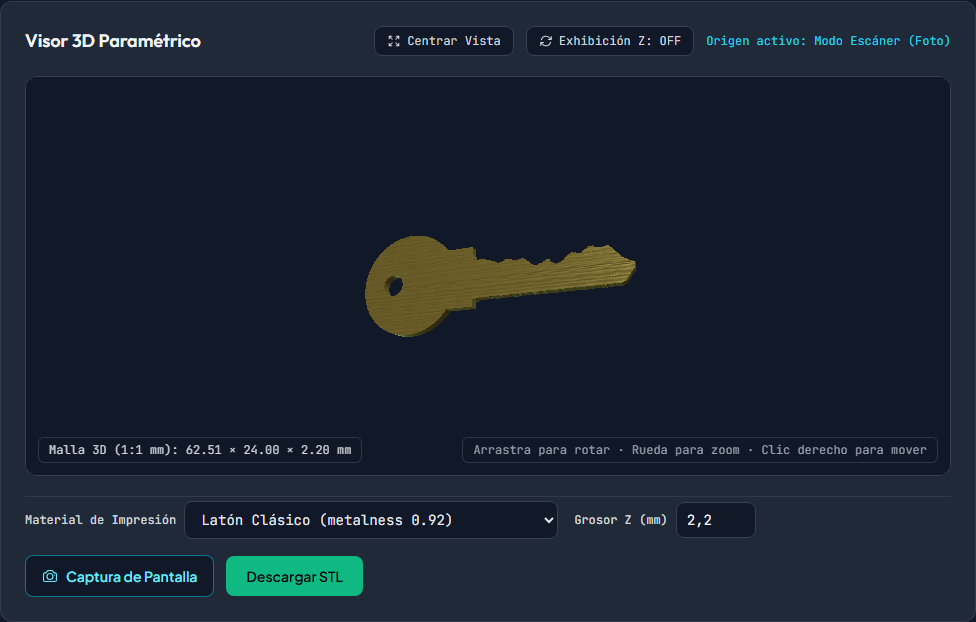 Visor 3D Paramétrico
Centrar Vista
Exhibición Z: OFF
Origen activo: Modo Escáner (Foto)
Malla 3D (1:1 mm): 62.51 × 24.00 × 2.20 mm
Arrastra para rotar · Rueda para zoom · Clic derecho para mover
Material de Impresión
Latón Clásico (metalness 0.92)
Grosor Z (mm)
2,2
Captura de Pantalla
Descargar STL